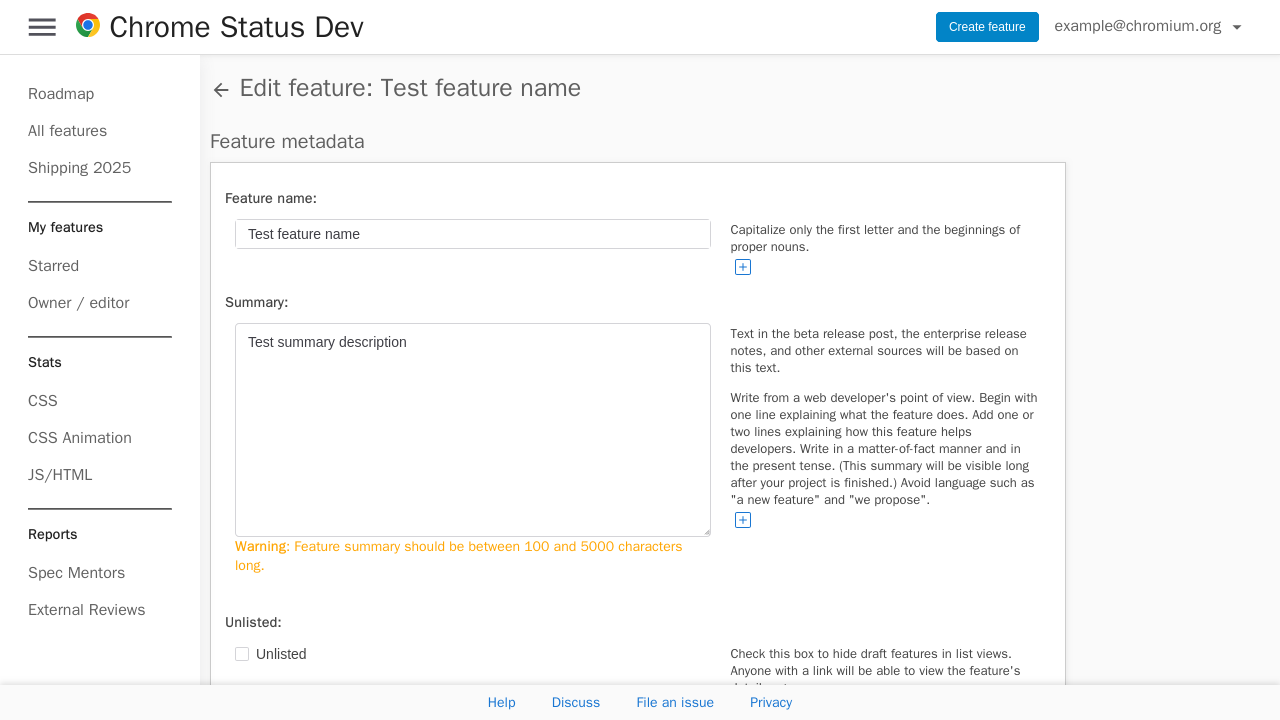 Chrome Status Dev
Create feature
example@chromium.org
Roadmap
All features
Shipping 2025
My features
Starred
Owner / editor
Stats
CSS
CSS Animation
JS/HTML
Reports
Spec Mentors
External Reviews
Edit feature: Test feature name
Feature metadata
Feature name:
Test feature name
Capitalize only the first letter and the beginnings of
proper nouns.
Summary:
Test summary description
Text in the beta release post, the enterprise release
notes, and other external sources will be based on
this text.
Write from a web developer's point of view. Begin with
one line explaining what the feature does. Add one or
two lines explaining how this feature helps
developers. Write in a matter-of-fact manner and in
the present tense. (This summary will be visible long
after your project is finished.) Avoid language such as
"a new feature" and "we propose".
Warning: Feature summary should be between 100 and 5000 characters
long.
Unlisted:
Unlisted
Check this box to hide draft features in list views.
Anyone with a link will be able to view the feature's
Help
Discuss
File an issue
Privacy